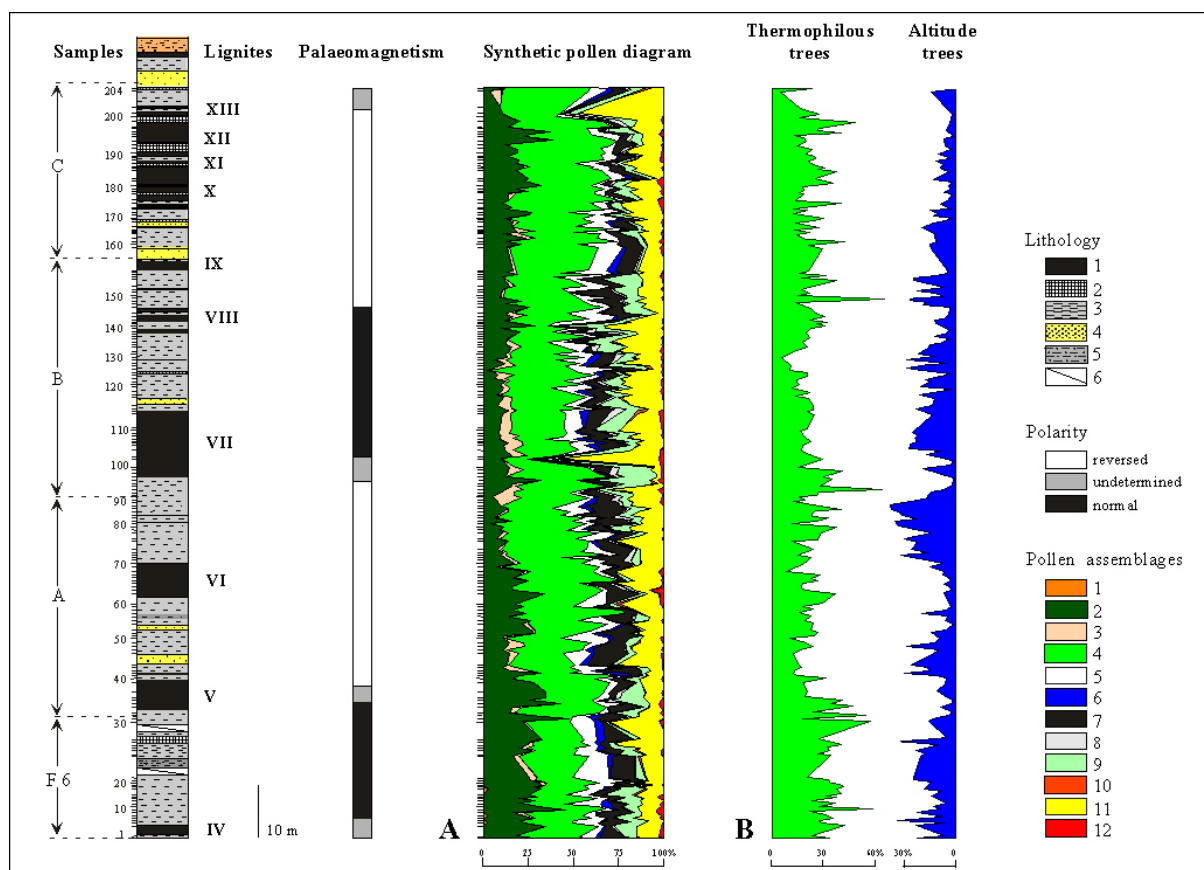 Samples Lignites Palaeomagnetism Synthetic pollen diagram Thermophilous trees Altitude trees
204
XIII
200
XII
190
XI
C
180
X
170
160
IX
150
VIII
140
130
B
120
110
VII
100
90
80
70
VI
A
60
50
40
V
30
20
F 6
10
IV
1
10 m
A
B
0 25 50 75 100%
0 30 60%
30% 0
Lithology
1
2
3
4
5
6
Polarity
reversed
undetermined
normal
Pollen assemblages
1
2
3
4
5
6
7
8
9
10
11
12